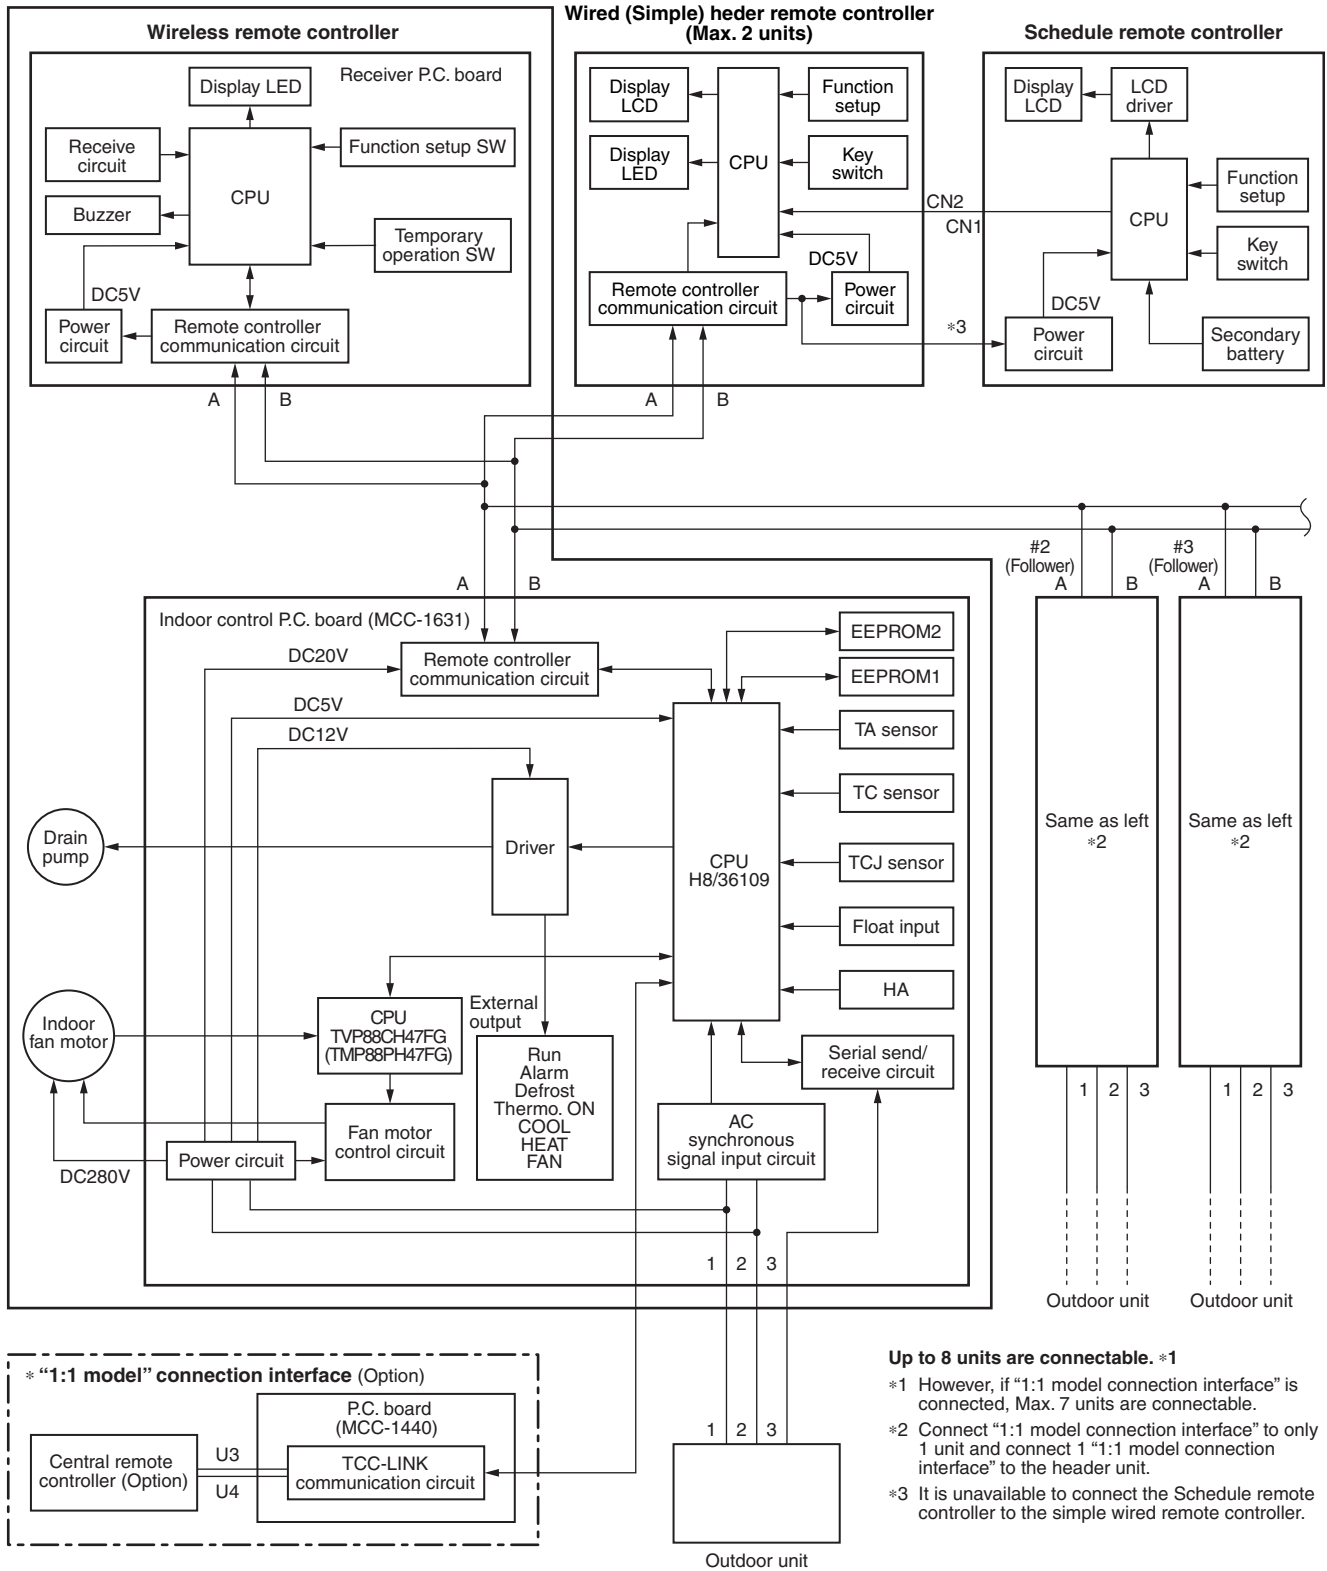 Wireless remote controller
Wired (Simple) heder remote controller
(Max. 2 units)
Schedule remote controller
Receiver P.C. board
Display LED
Receive
circuit
Function setup SW
CPU
Buzzer
Temporary
operation SW
DC5V
Power
circuit
Remote controller
communication circuit
A
B
Display
LCD
Function
setup
Display
LED
CPU
Key
switch
DC5V
Remote controller
communication circuit
Power
circuit
A
B
CN2
CN1
∗3
Display
LCD
LCD
driver
Function
setup
CPU
Key
switch
DC5V
Power
circuit
Secondary
battery
#2
(Follower)
A
B
#3
(Follower)
A
B
A
B
Indoor control P.C. board (MCC-1631)
DC20V
Remote controller
communication circuit
EEPROM2
EEPROM1
DC5V
DC12V
TA sensor
TC sensor
Drain
pump
Driver
CPU
H8/36109
TCJ sensor
Float input
HA
Same as left
∗2
Same as left
∗2
Indoor
fan motor
CPU
TVP88CH47FG
(TMP88PH47FG)
External
output
Run
Alarm
Defrost
Thermo. ON
COOL
HEAT
FAN
Serial send/
receive circuit
AC
synchronous
signal input circuit
Fan motor
control circuit
Power circuit
DC280V
1
2
3
1
2
3
1
2
3
Outdoor unit
Outdoor unit
∗ “1:1 model” connection interface (Option)
P.C. board
(MCC-1440)
Central remote
controller (Option)
U3
U4
TCC-LINK
communication circuit
1
2
3
Outdoor unit
Up to 8 units are connectable. ∗1
∗1 However, if “1:1 model connection interface” is
connected, Max. 7 units are connectable.
∗2 Connect “1:1 model connection interface” to only
1 unit and connect 1 “1:1 model connection
interface” to the header unit.
∗3 It is unavailable to connect the Schedule remote
controller to the simple wired remote controller.